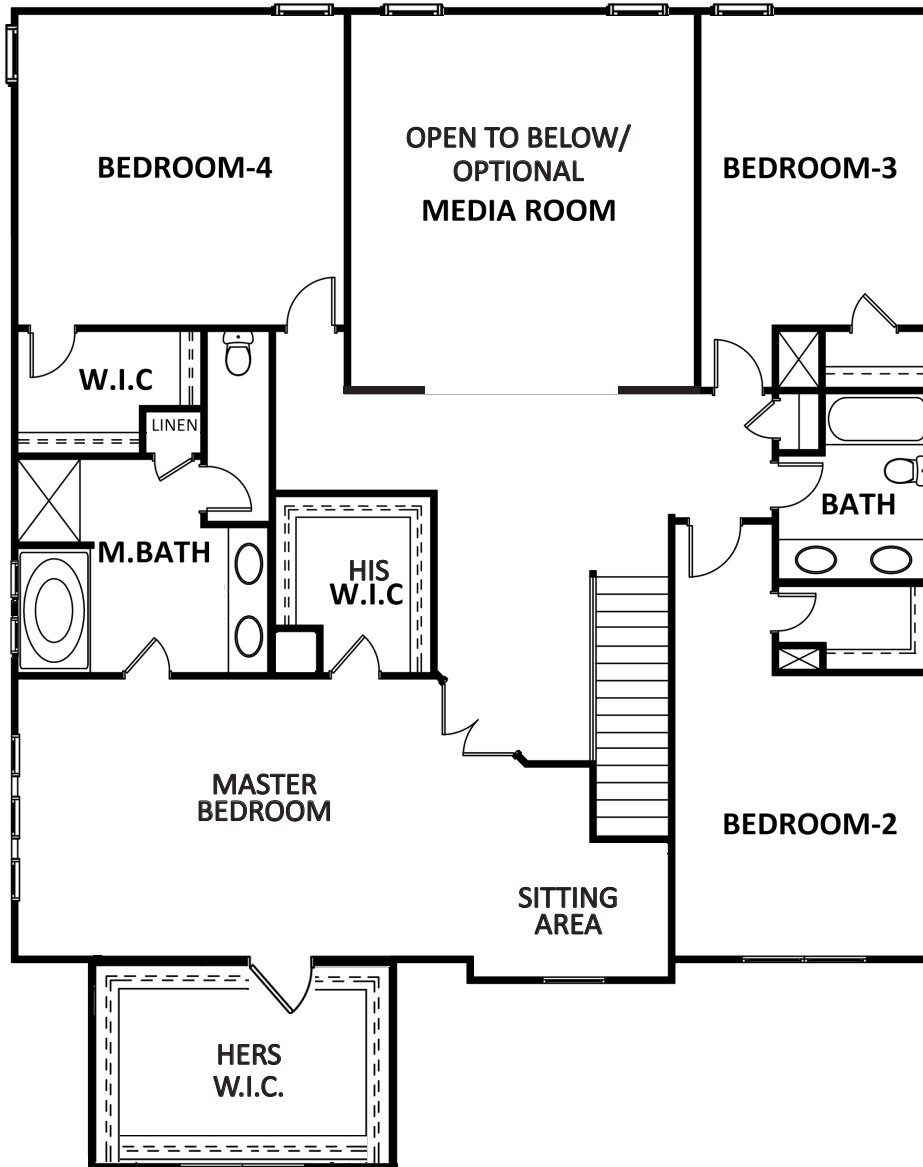 OPEN TO BELOW/
OPTIONAL
MEDIA ROOM
BEDROOM-4
BEDROOM-3
W.I.C
LINEN
BATH
M.BATH
HIS
W.I.C
MASTER
BEDROOM
BEDROOM-2
SITTING
AREA
HERS
W.I.C.